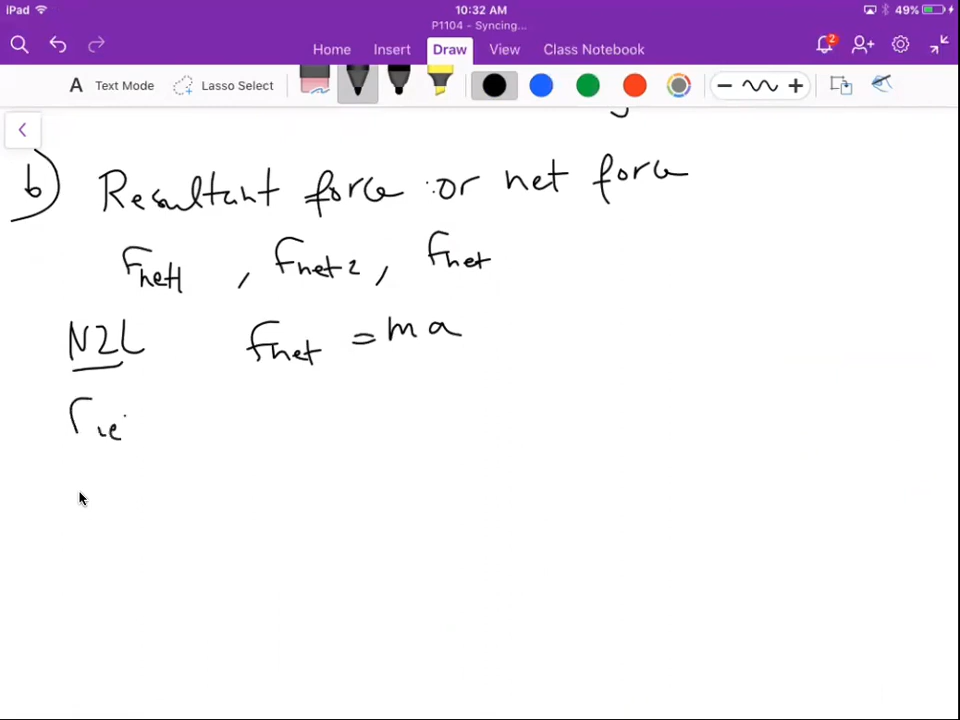 iPad 10:32 AM 49%
P1104 - Syncing...
Home Insert Draw View Class Notebook 2
A Text Mode Lasso Select
b) Resultant force or net force
Fnet1 , Fnet2 , Fnet
N2L Fnet = ma